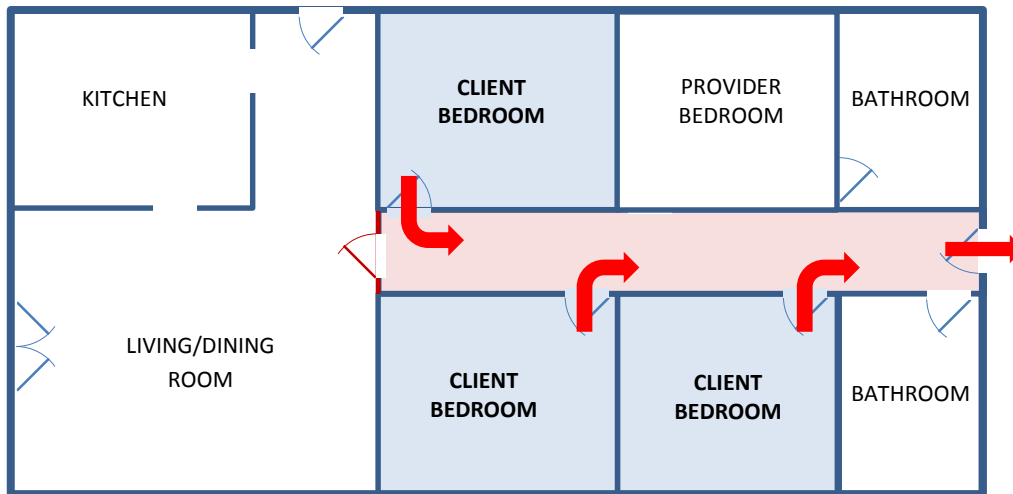 KITCHEN
CLIENT
BEDROOM
PROVIDER
BEDROOM
BATHROOM
LIVING/DINING
ROOM
CLIENT
BEDROOM
CLIENT
BEDROOM
BATHROOM